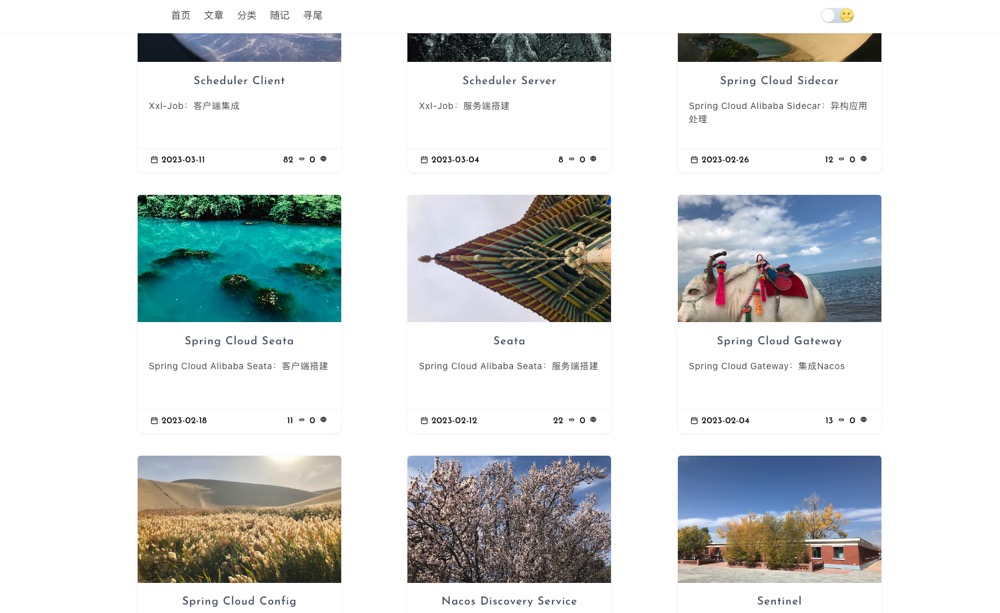 首页 文章 分类 随记 寻尾
Scheduler Client
Xxl-Job：客户端集成
2023-03-11 82 0
Scheduler Server
Xxl-Job：服务端搭建
2023-03-04 8 0
Spring Cloud Sidecar
Spring Cloud Alibaba Sidecar：异构应用
处理
2023-02-26 12 0
Spring Cloud Seata
Spring Cloud Alibaba Seata：客户端搭建
2023-02-18 11 0
Seata
Spring Cloud Alibaba Seata：服务端搭建
2023-02-12 22 0
Spring Cloud Gateway
Spring Cloud Gateway：集成Nacos
2023-02-04 13 0
Spring Cloud Config
Nacos Discovery Service
Sentinel